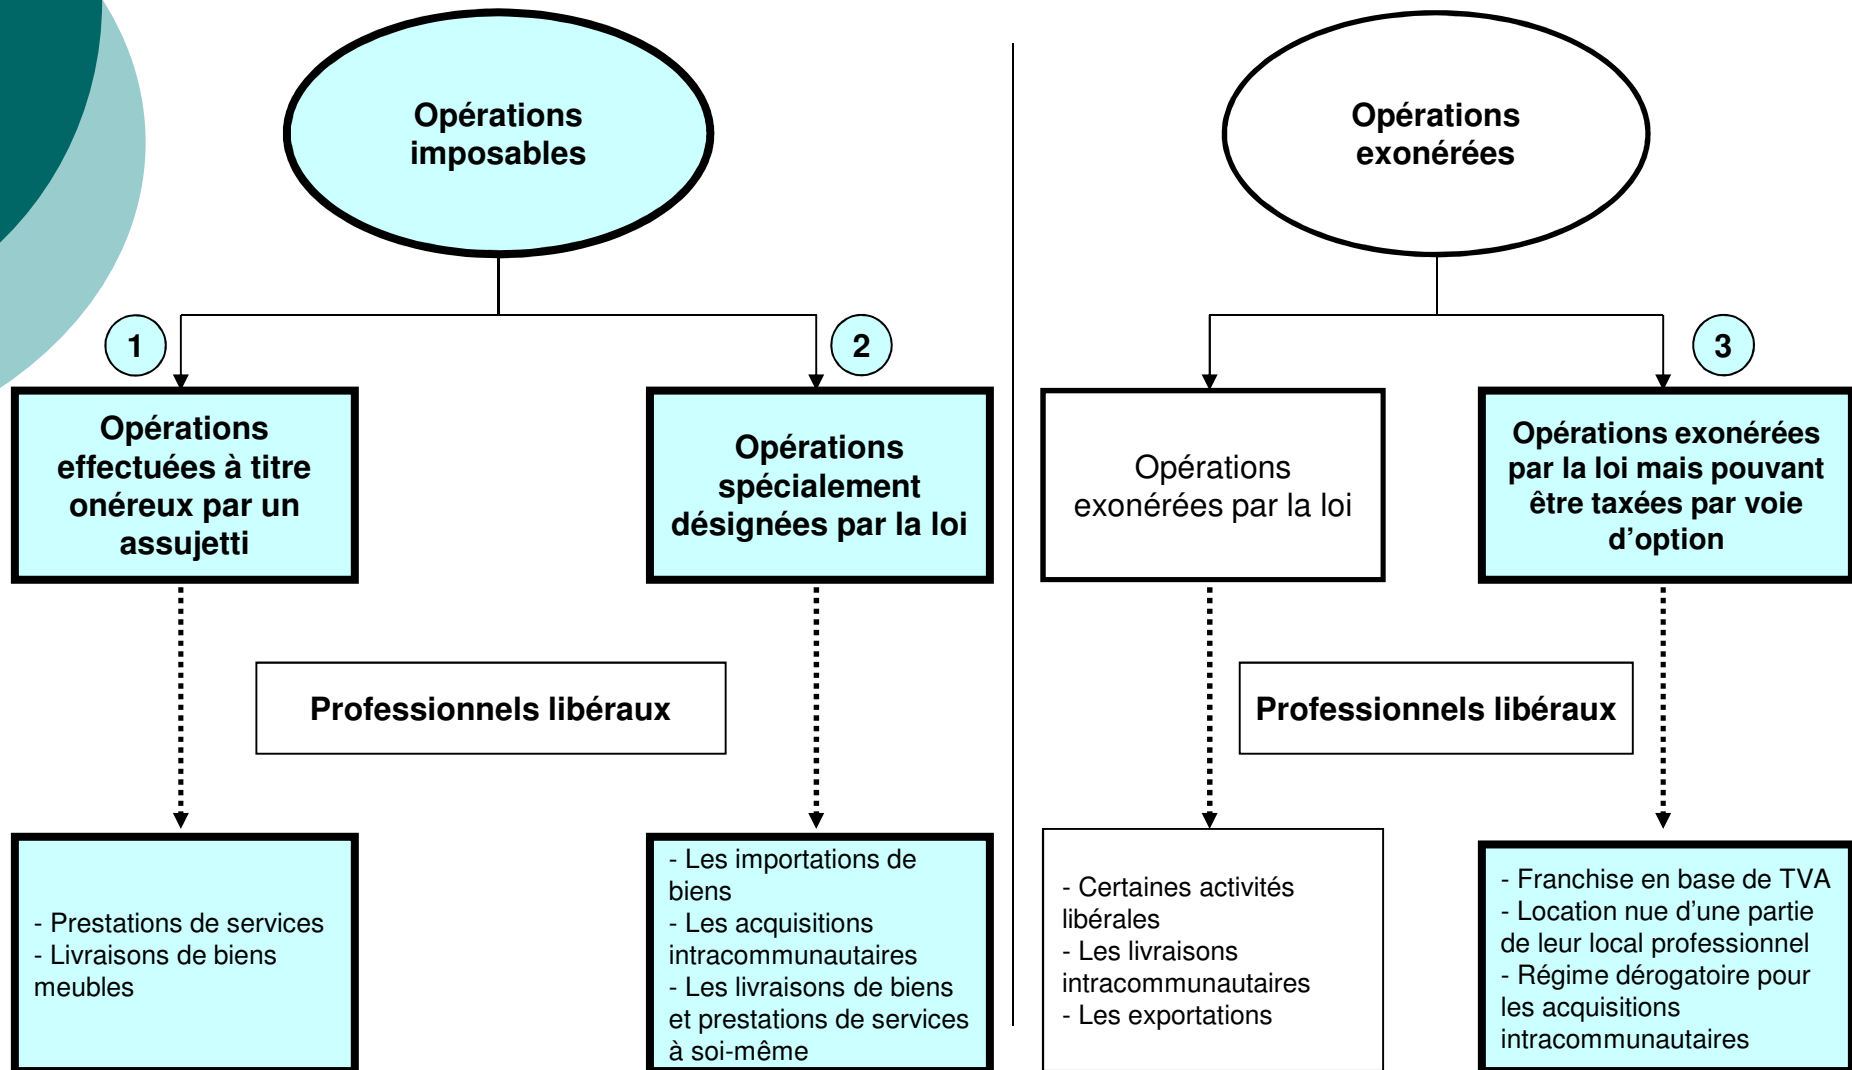 Opérations
imposables
Opérations
exonérées
1
2
3
Opérations
effectuées à titre
onéreux par un
assujetti
Opérations
spécialement
désignées par la loi
Opérations
exonérées par la loi
Opérations exonérées
par la loi mais pouvant
être taxées par voie
d'option
Professionnels libéraux
Professionnels libéraux
- Prestations de services
- Livraisons de biens
meubles
- Les importations de
biens
- Les acquisitions
intracommunautaires
- Les livraisons de biens
et prestations de services
à soi-même
- Certaines activités
libérales
- Les livraisons
intracommunautaires
- Les exportations
- Franchise en base de TVA
- Location nue d'une partie
de leur local professionnel
- Régime dérogatoire pour
les acquisitions
intracommunautaires